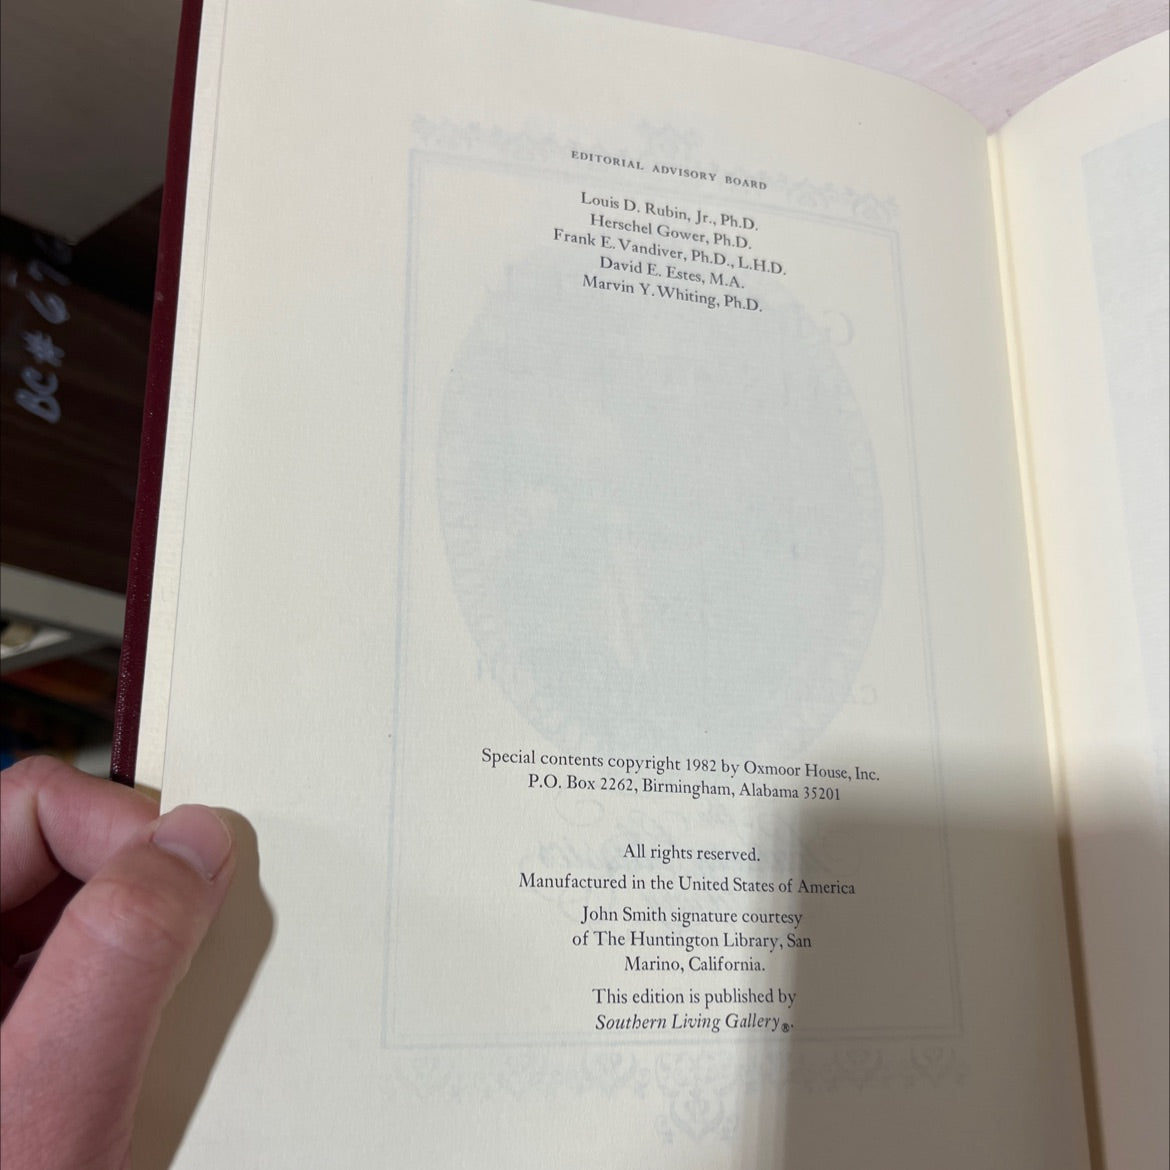 EDITORIAL ADVISORY BOARD
Louis D. Rubin, Jr., Ph.D.
Herschel Gower, Ph.D.
Frank E. Vandiver, Ph.D., L.H.D.
David E. Estes, M.A.
Marvin Y. Whiting, Ph.D.
Special contents copyright 1982 by Oxmoor House, Inc.
P.O. Box 2262, Birmingham, Alabama 35201
All rights reserved.
Manufactured in the United States of America
John Smith signature courtesy
of The Huntington Library, San
Marino, California.
This edition is published by
Southern Living Gallery®.
BC#